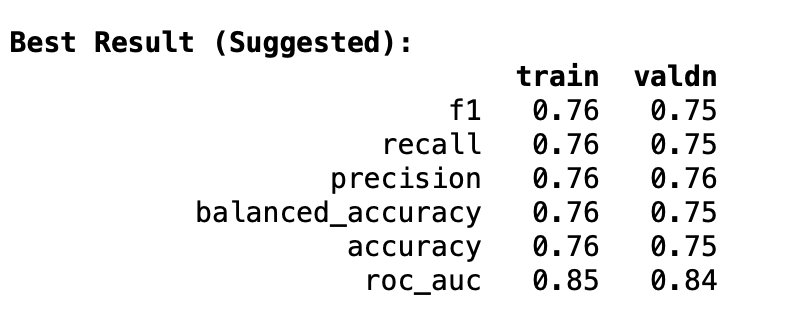 Best Result (Suggested):
train valdn
f1 0.76 0.75
recall 0.76 0.75
precision 0.76 0.76
balanced_accuracy 0.76 0.75
accuracy 0.76 0.75
roc_auc 0.85 0.84